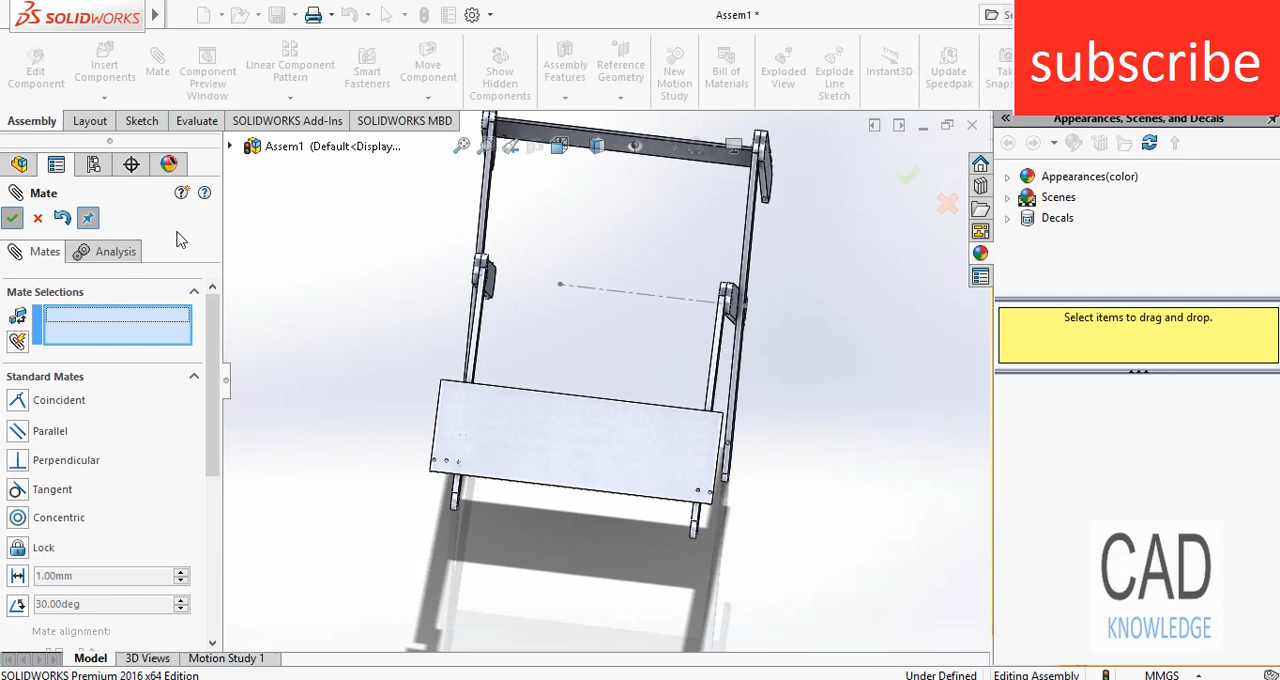 SOLIDWORKS
Assem1 *
Se
subscribe
Edit Component
Insert Components
Mate
Component Preview Window
Linear Component Pattern
Smart Fasteners
Move Component
Show Hidden Components
Assembly Features
Reference Geometry
New Motion Study
Bill of Materials
Exploded View
Explode Line Sketch
Instant3D
Update Speedpak
Tak
Snaps
Assembly
Layout
Sketch
Evaluate
SOLIDWORKS Add-Ins
SOLIDWORKS MBD
Assem1 (Default<Display...
Appearances, Scenes, and Decals
Mate
Mates
Analysis
Mate Selections
Standard Mates
Coincident
Parallel
Perpendicular
Tangent
Concentric
Lock
1.00mm
30.00deg
Mate alignment:
Appearances(color)
Scenes
Decals
Select items to drag and drop.
CAD
KNOWLEDGE
Model
3D Views
Motion Study 1
SOLIDWORKS Premium 2016 x64 Edition
Under Defined
Editing Assembly
MMGS